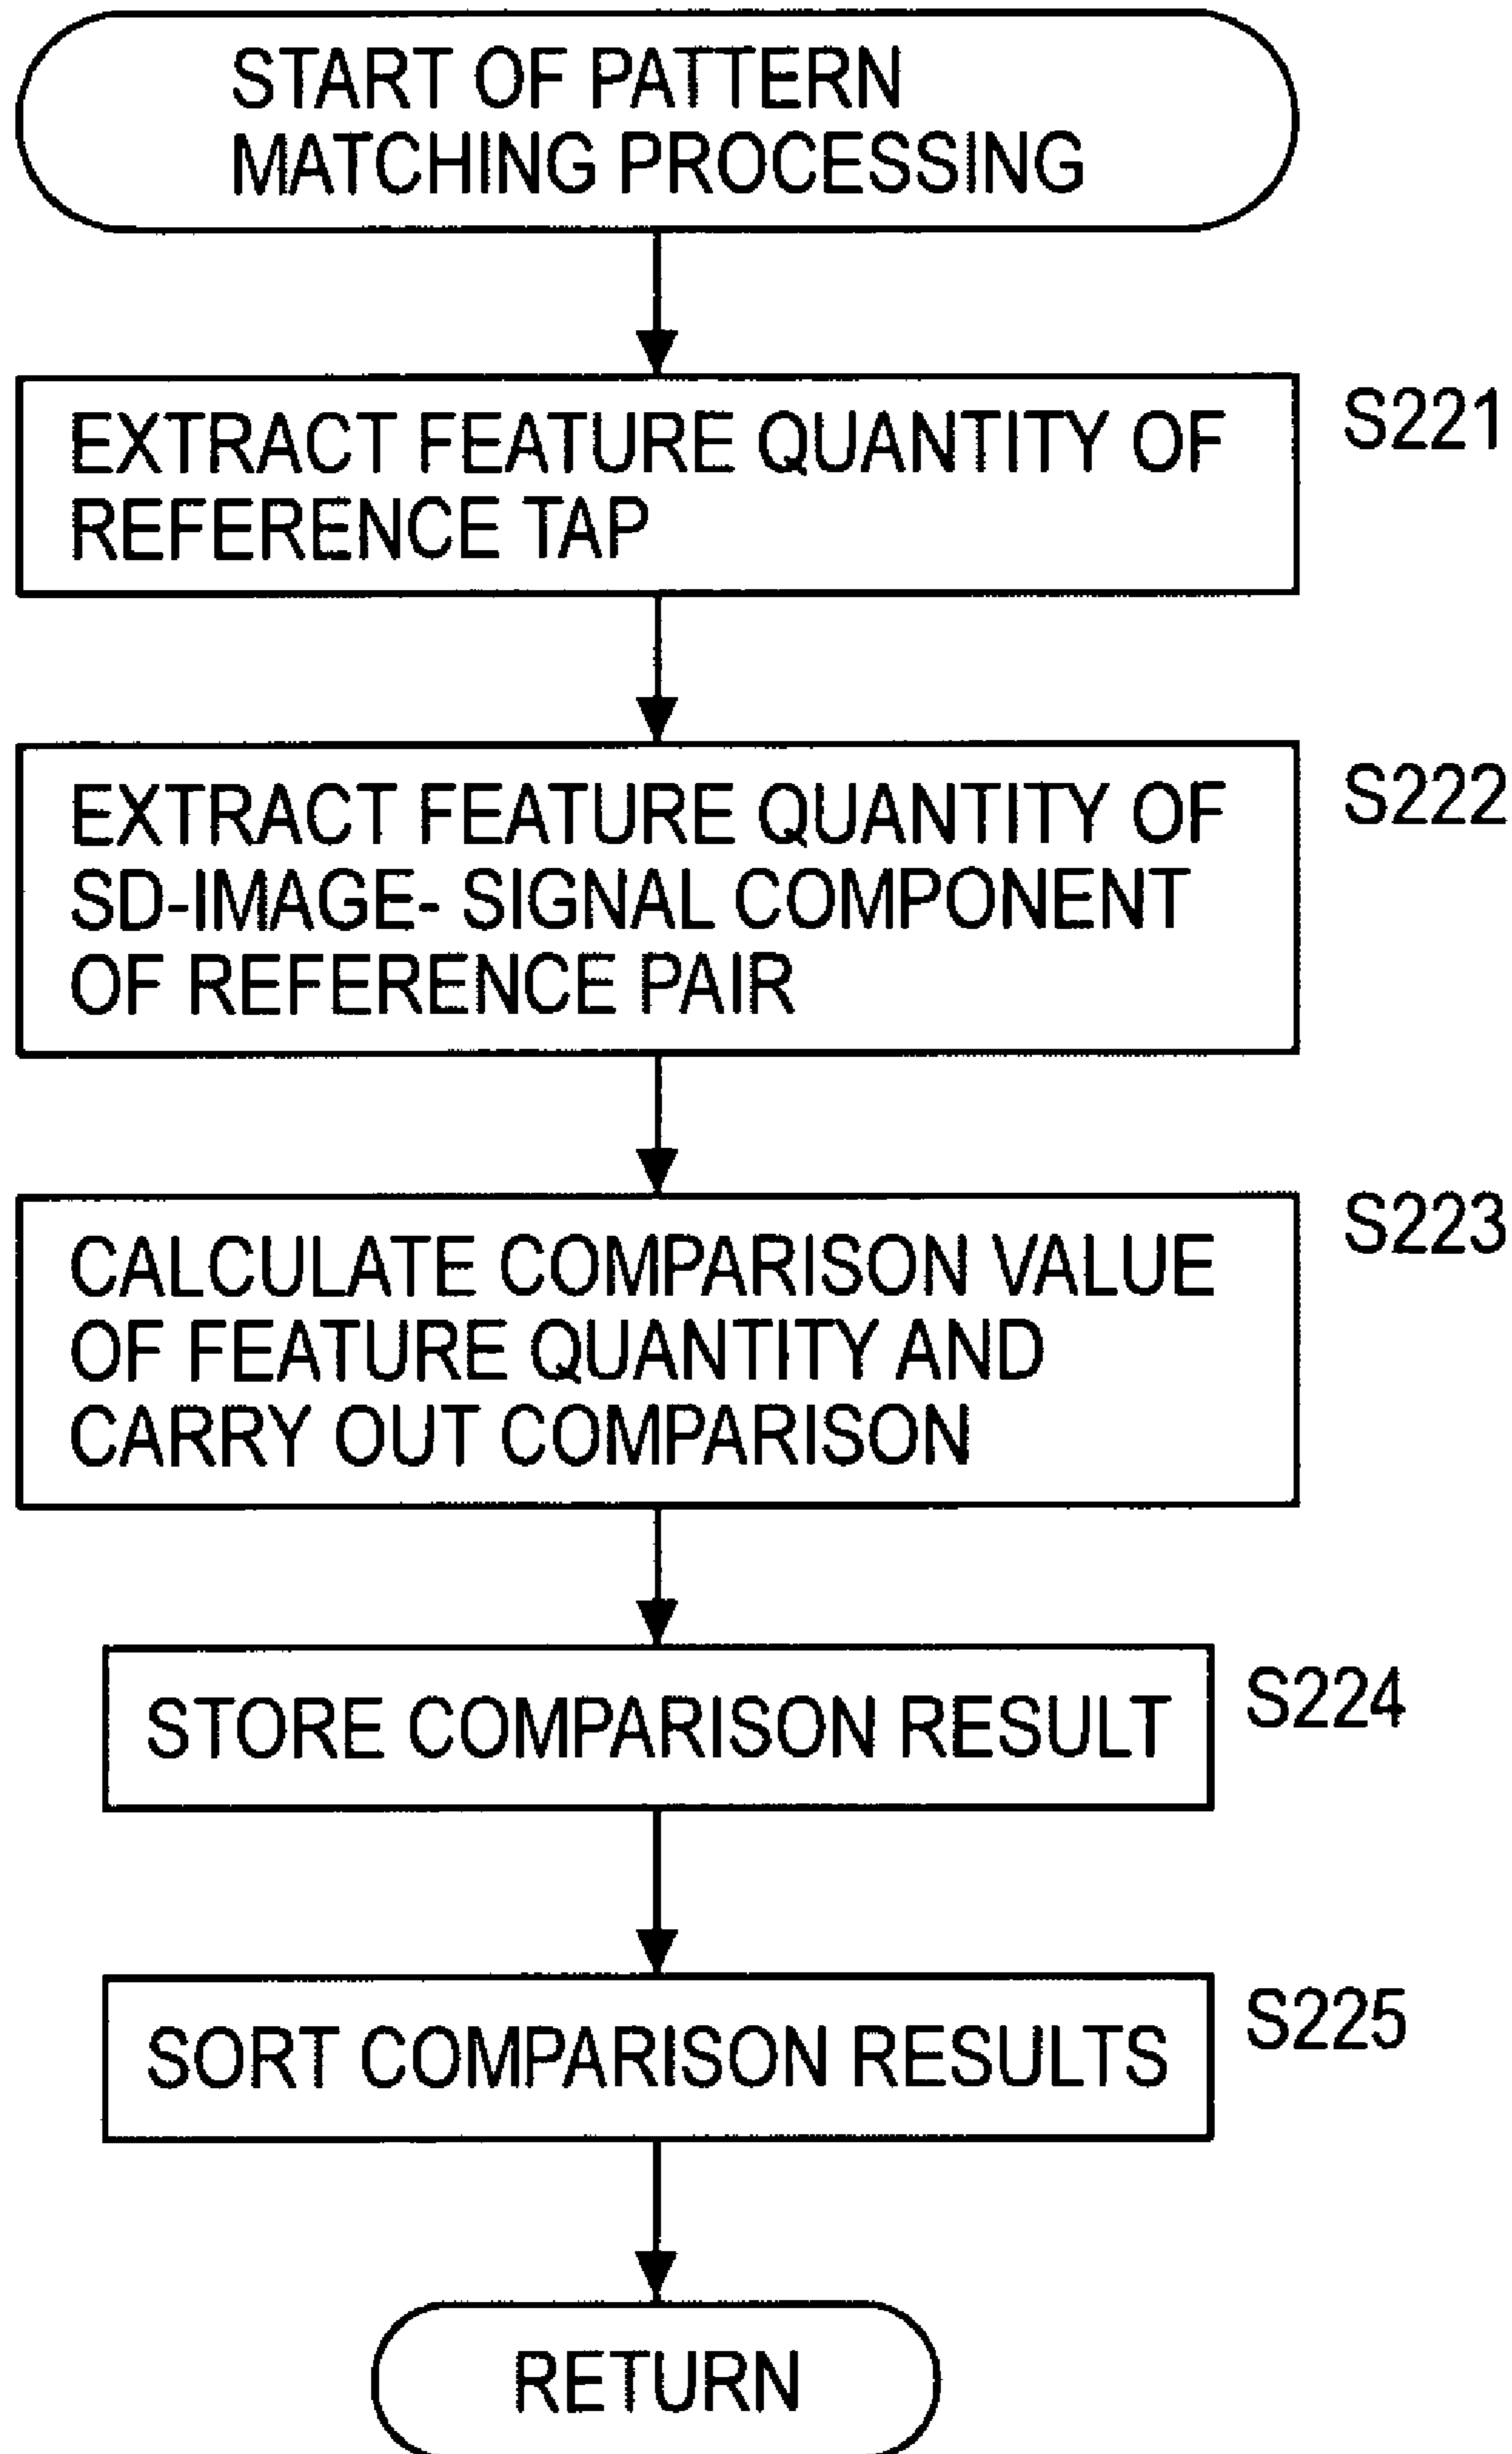 START OF PATTERN
MATCHING PROCESSING
EXTRACT FEATURE QUANTITY OF
REFERENCE TAP
S221
EXTRACT FEATURE QUANTITY OF
SD-IMAGE- SIGNAL COMPONENT
OF REFERENCE PAIR
S222
CALCULATE COMPARISON VALUE
OF FEATURE QUANTITY AND
CARRY OUT COMPARISON
S223
STORE COMPARISON RESULT
S224
SORT COMPARISON RESULTS
S225
RETURN